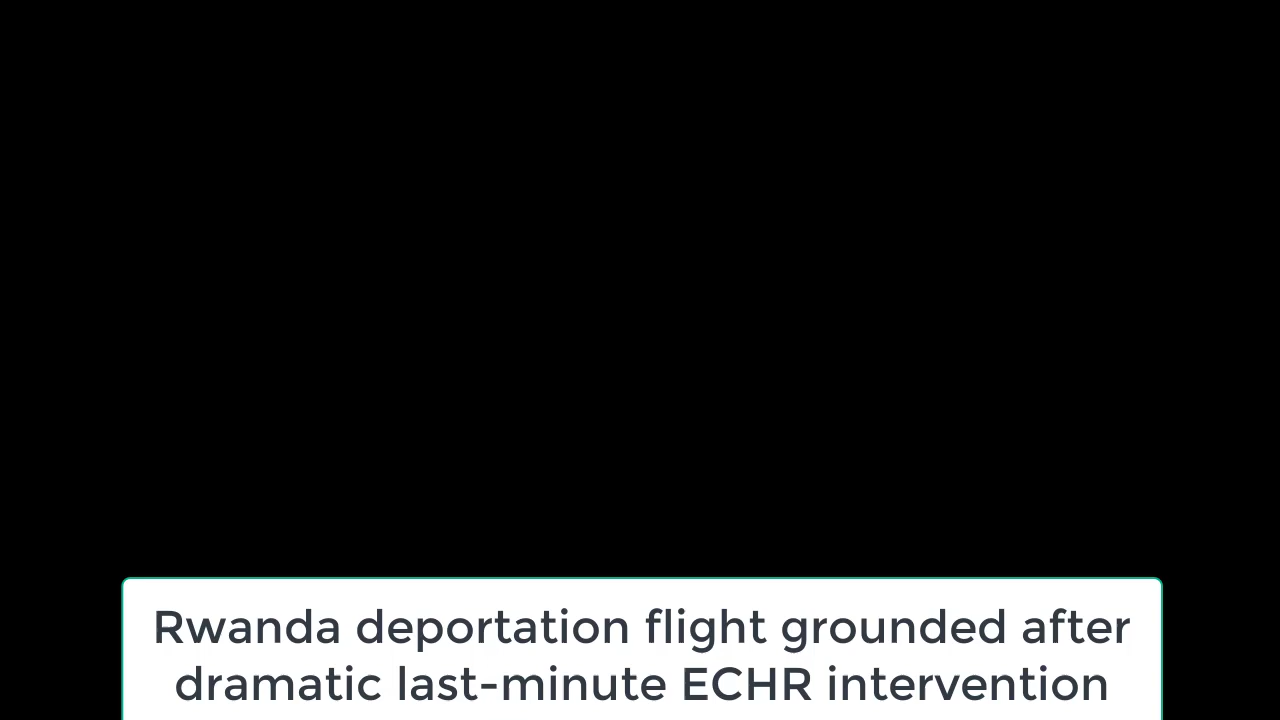 Rwanda deportation flight grounded after
dramatic last-minute ECHR intervention